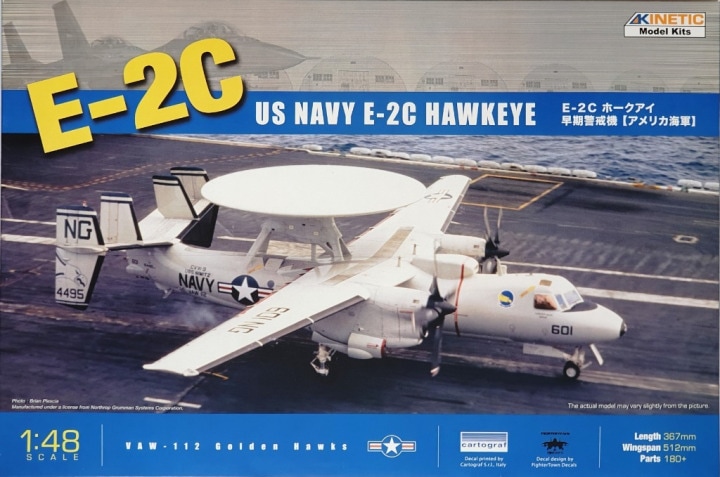 KINETIC
Model Kits
E-2C
US NAVY E-2C HAWKEYE
E-2C ホークアイ
早期警戒機 [アメリカ海軍]
NG
4495
NAVY
601
Photo : Brian Plescia
Manufactured under a license from Northrop Grumman Systems Corporation.
The actual model may vary slightly from the picture.
1:48
SCALE
VAW-112 Golden Hawks
cartograf
Decal printed by
Cartograf S.r.l., Italy
Decal design by
FighterTown Decals
Length 367mm
Wingspan 512mm
Parts 180+